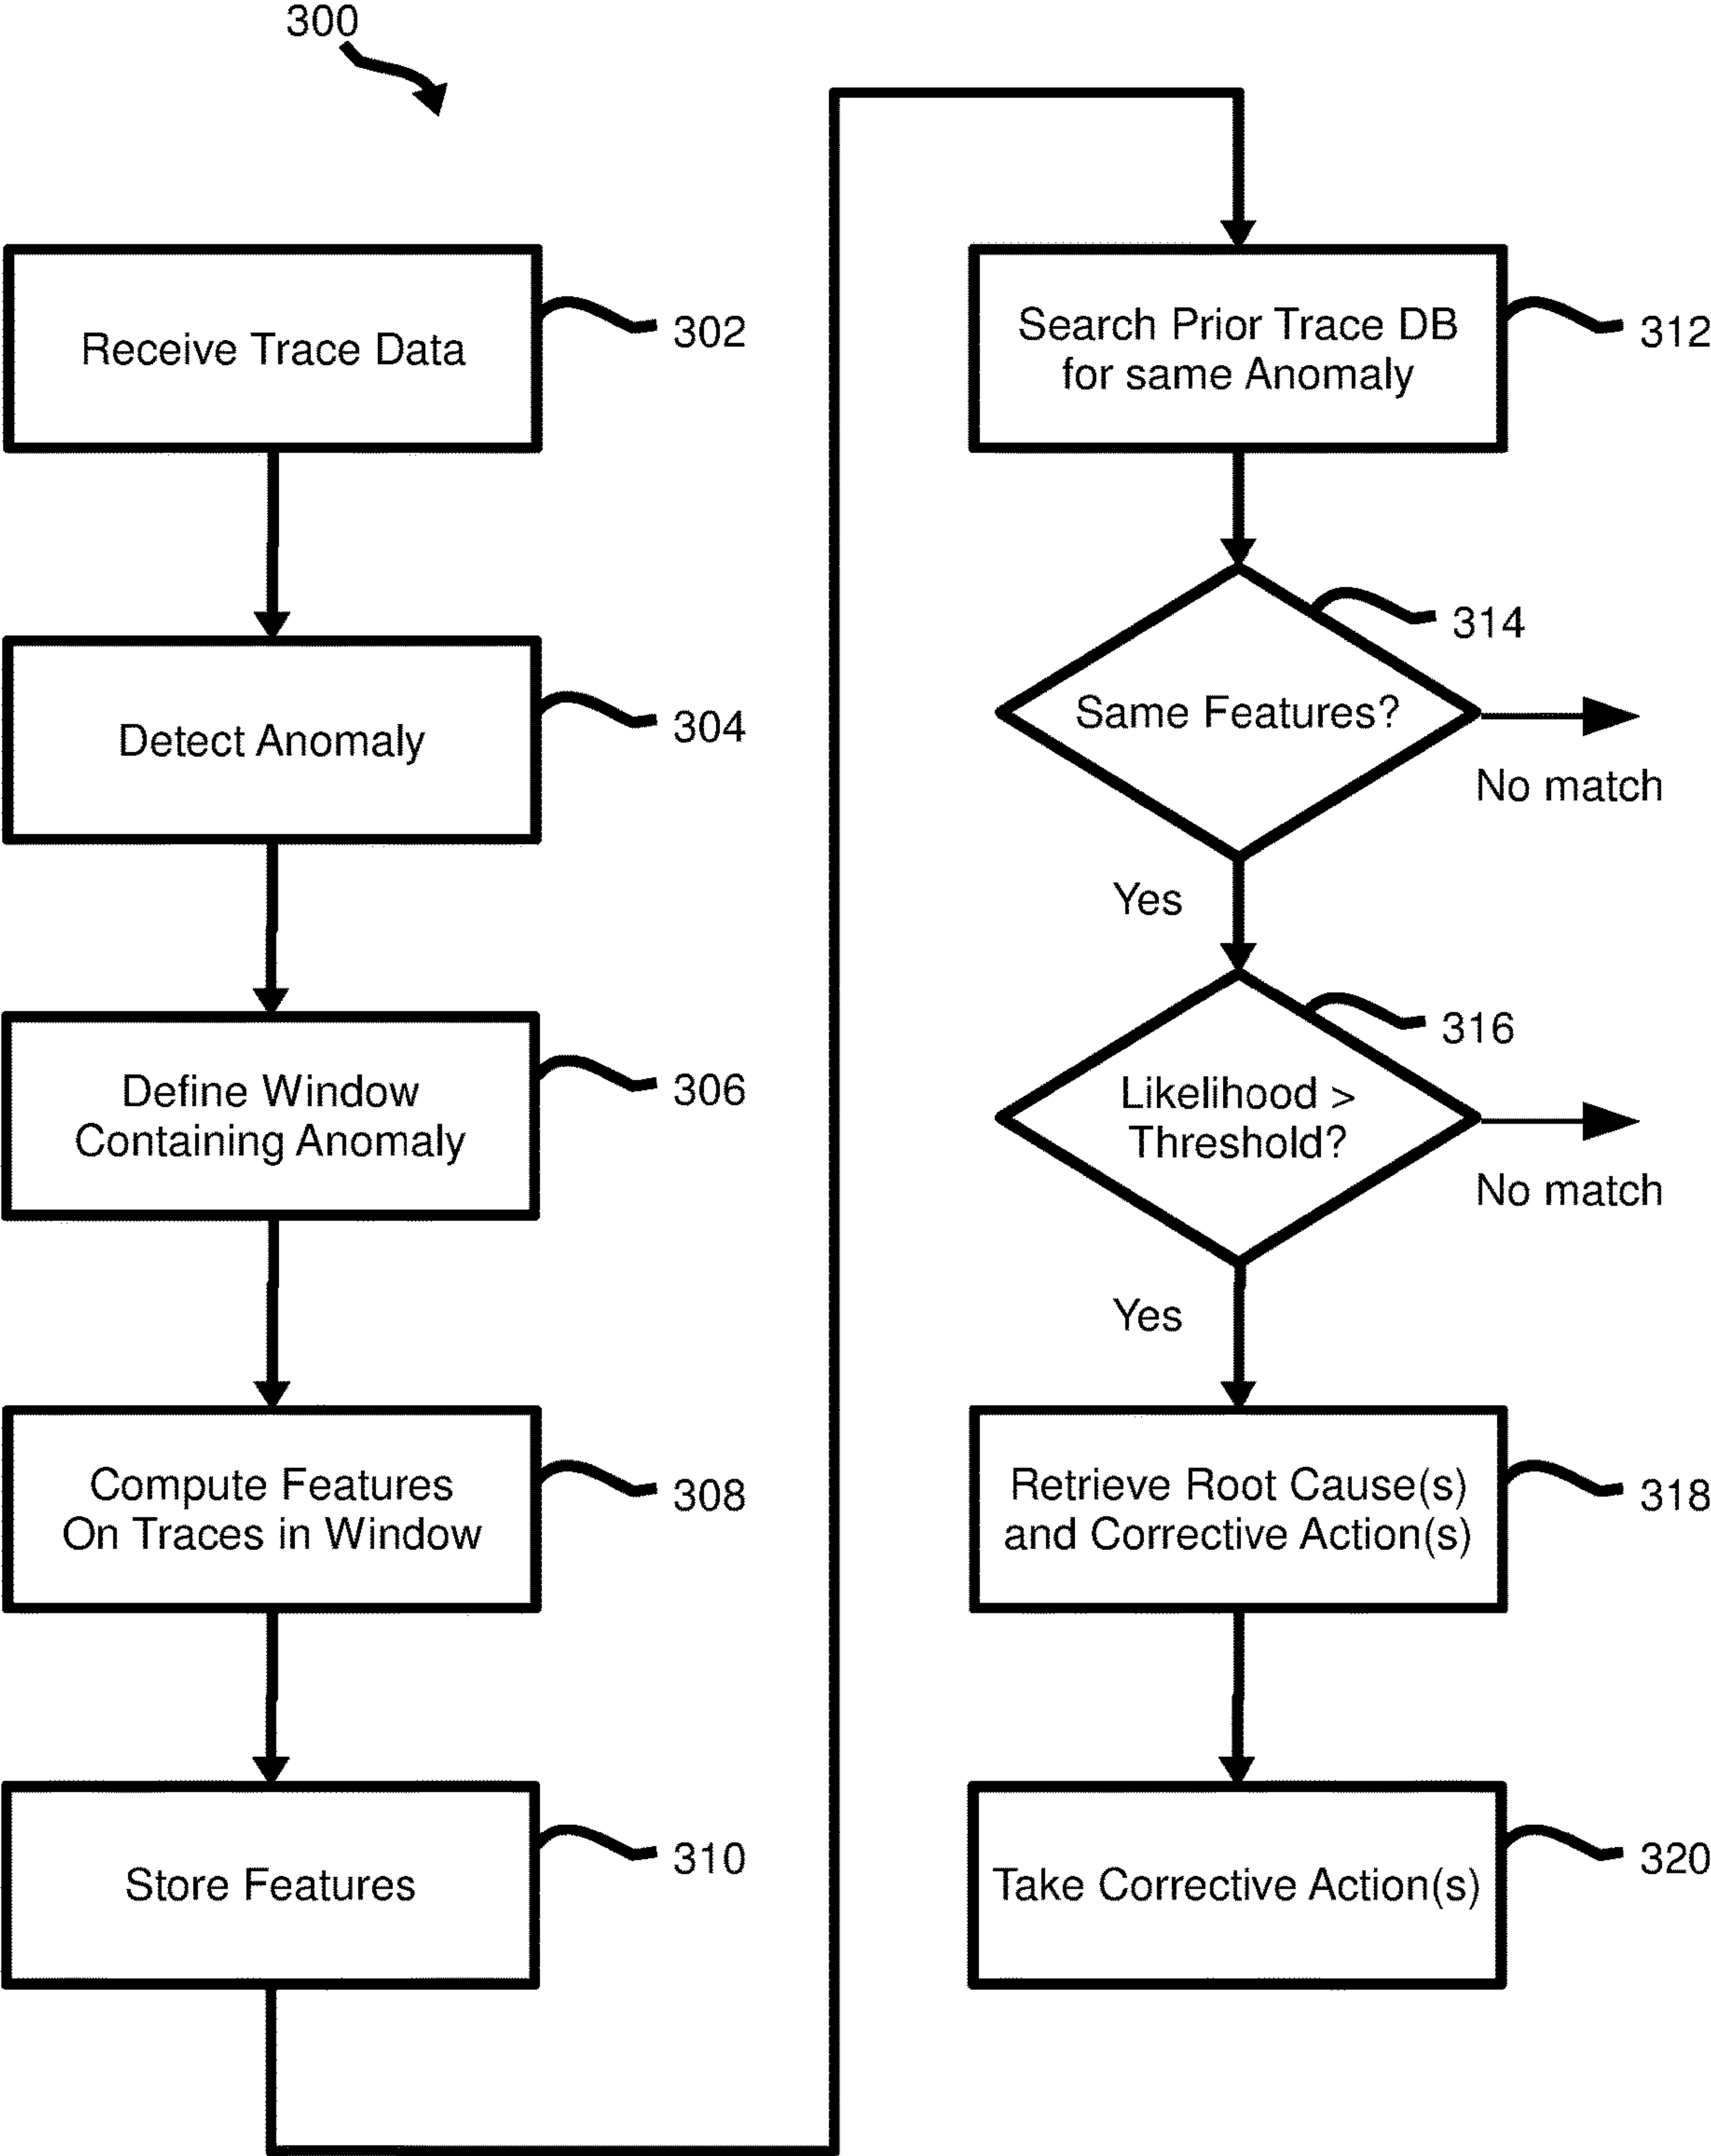 300
Receive Trace Data
302
Detect Anomaly
304
Define Window
Containing Anomaly
306
Compute Features
On Traces in Window
308
Store Features
310
Search Prior Trace DB
for same Anomaly
312
314
Same Features?
No match
Yes
316
Likelihood >
Threshold?
No match
Yes
Retrieve Root Cause(s)
and Corrective Action(s)
318
Take Corrective Action(s)
320